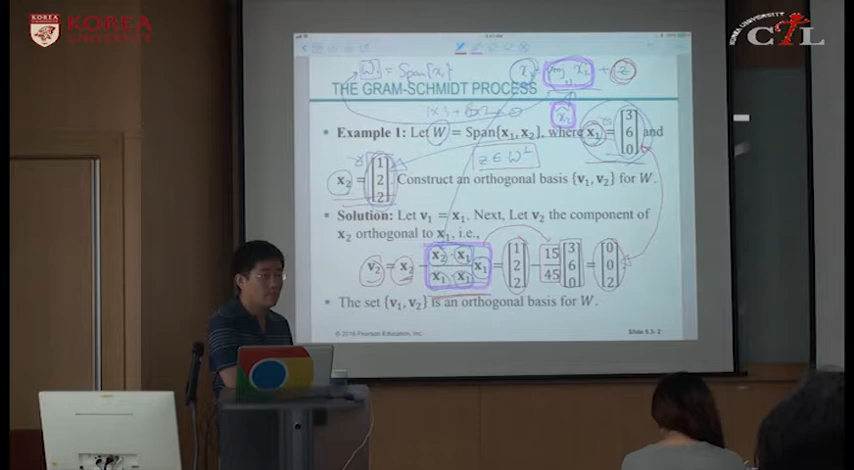 KOREA
KOREA
UNIVERSITY
KOREA UNIVERSITY
CTL
W = Span{x₁}
THE GRAM-SCHMIDT PROCESS
▪ Example 1: Let W = Span{x₁, x₂}, where x₁ = [3 6 0] and
z ∈ W⊥
x₂ = [1 2 2]. Construct an orthogonal basis {v₁, v₂} for W.
▪ Solution: Let v₁ = x₁. Next, Let v₂ the component of
x₂ orthogonal to x₁, i.e.,
v₂ = x₂ − (x₂ · x₁)/(x₁ · x₁) x₁ = [1 2 2] − 15/45 [3 6 0] = [0 0 2]
▪ The set {v₁, v₂} is an orthogonal basis for W.
© 2016 Pearson Education, Inc.
Slide 6.3- 2